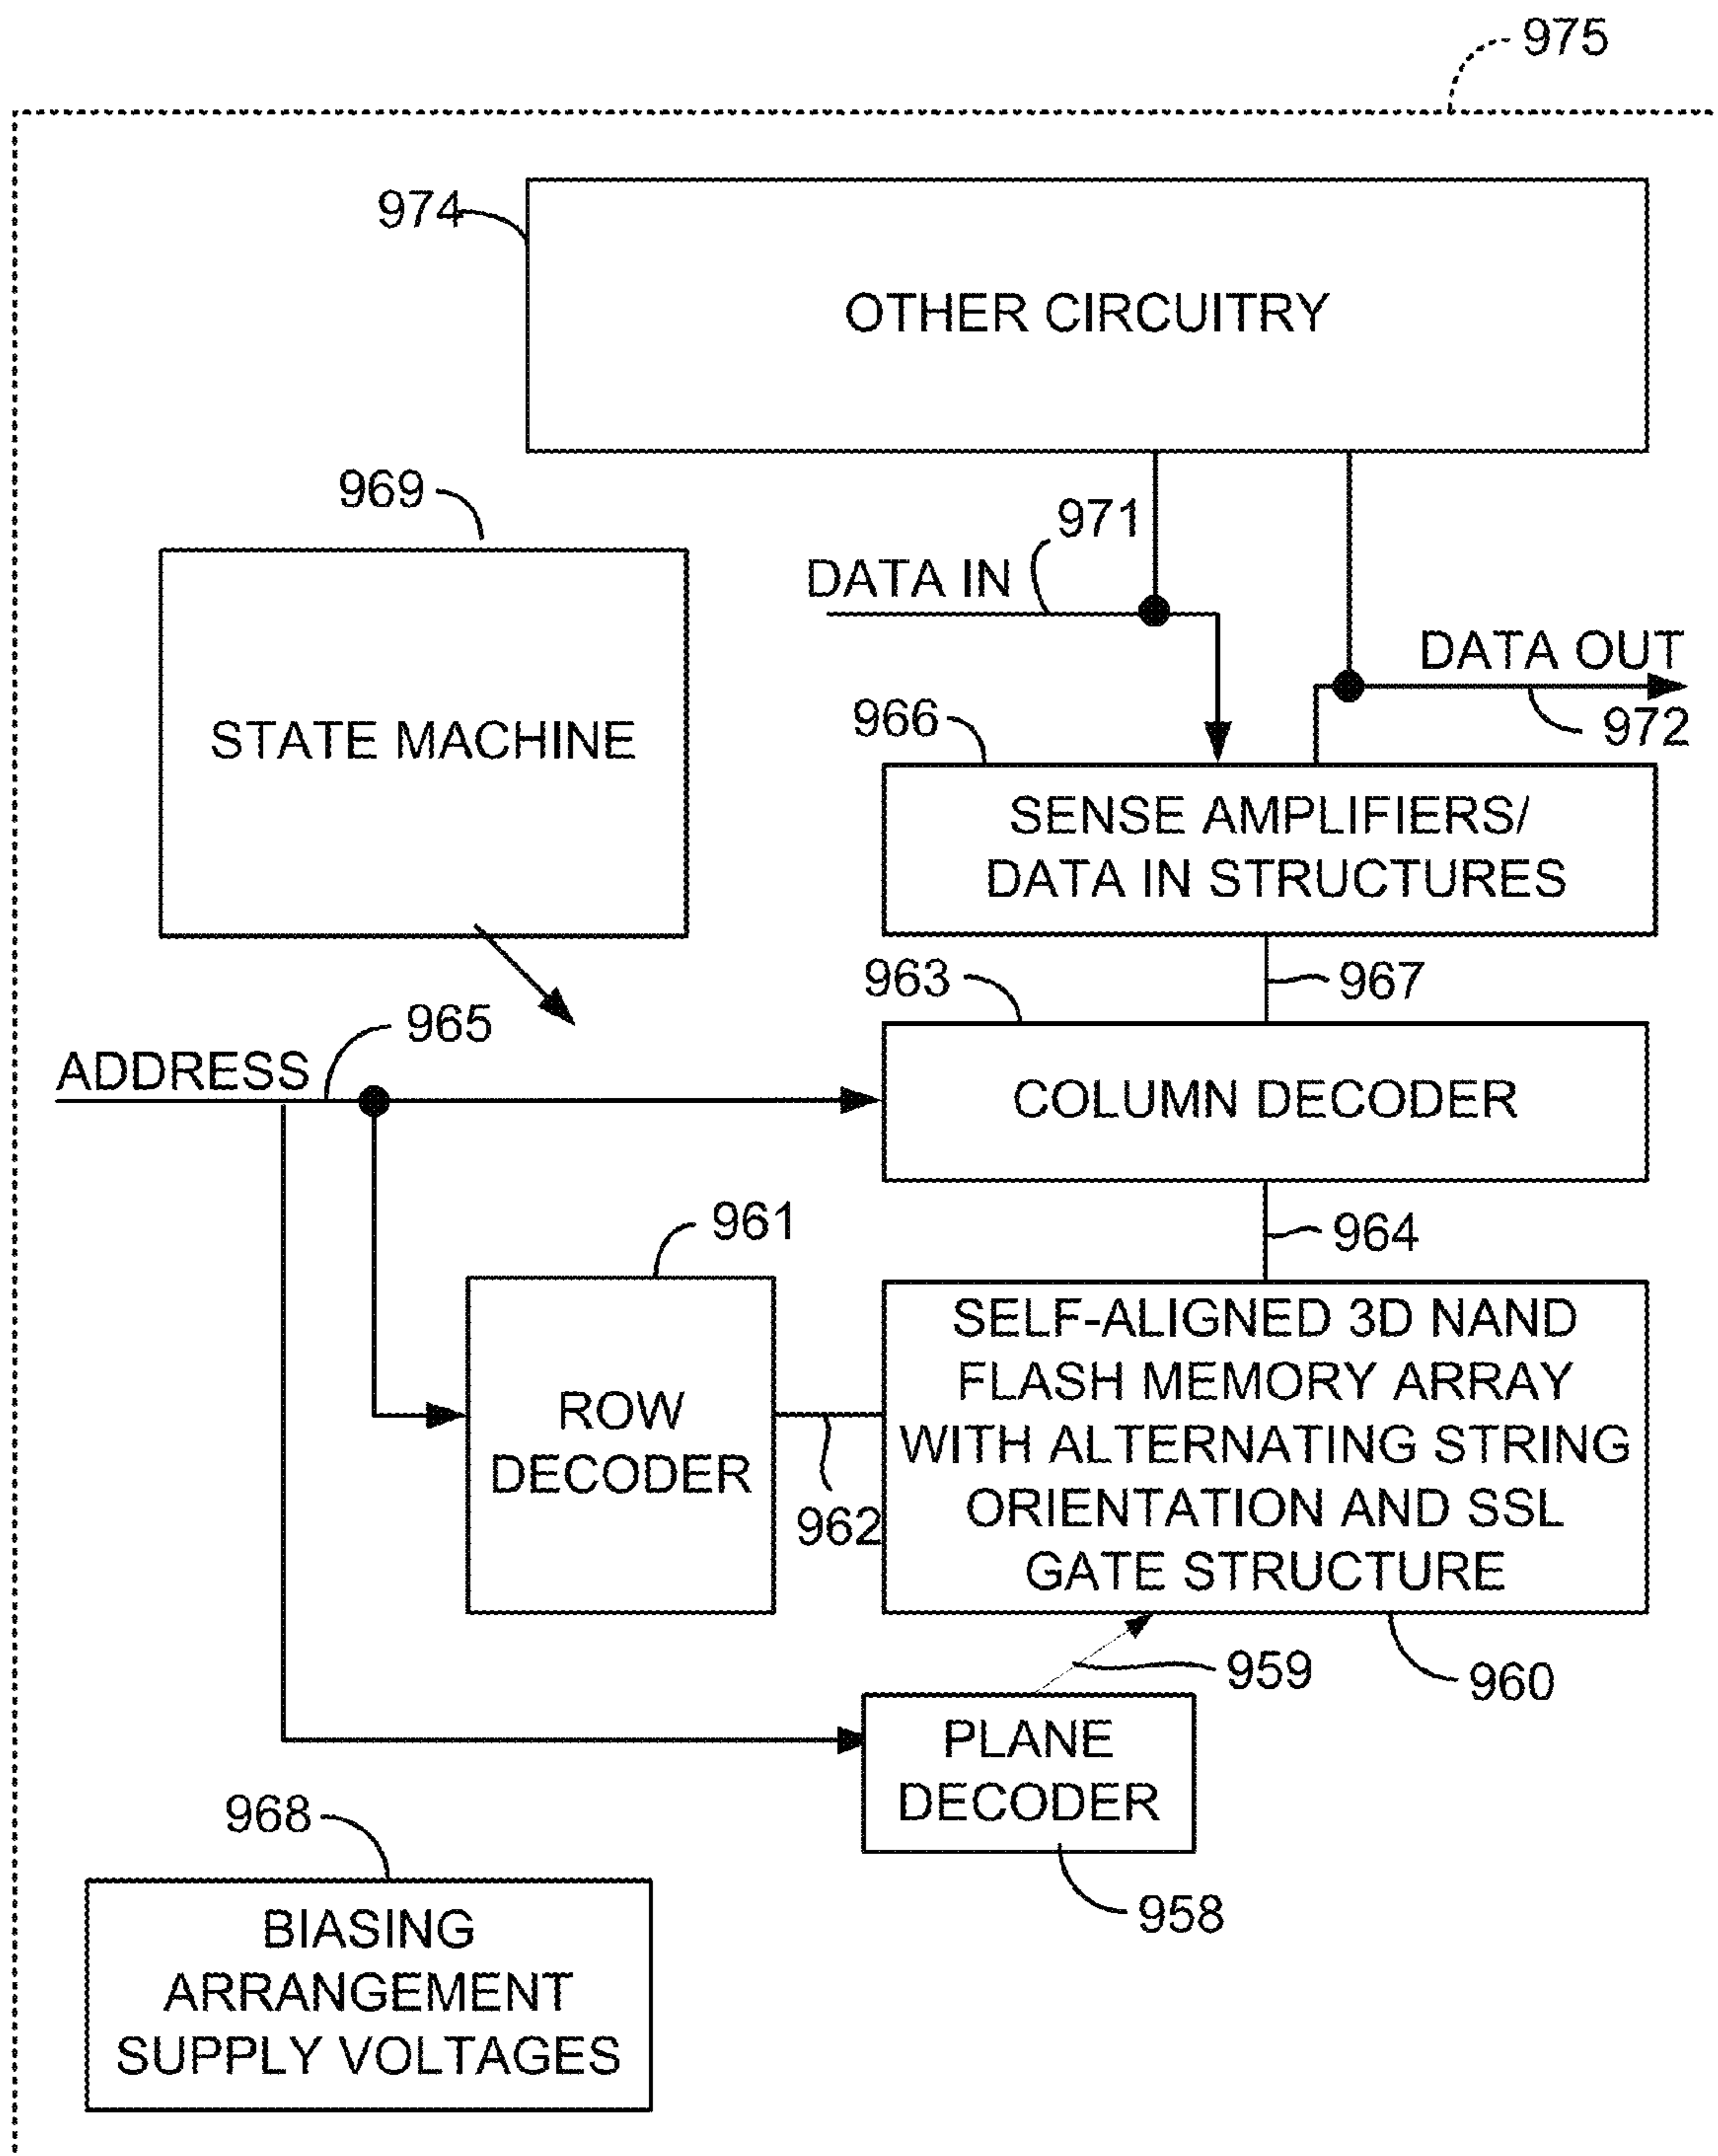 975
974
OTHER CIRCUITRY
969
971
DATA IN
DATA OUT
972
STATE MACHINE
966
SENSE AMPLIFIERS/
DATA IN STRUCTURES
963
967
965
ADDRESS
COLUMN DECODER
961
964
ROW
DECODER
962
SELF-ALIGNED 3D NAND
FLASH MEMORY ARRAY
WITH ALTERNATING STRING
ORIENTATION AND SSL
GATE STRUCTURE
959
960
PLANE
DECODER
958
968
BIASING
ARRANGEMENT
SUPPLY VOLTAGES